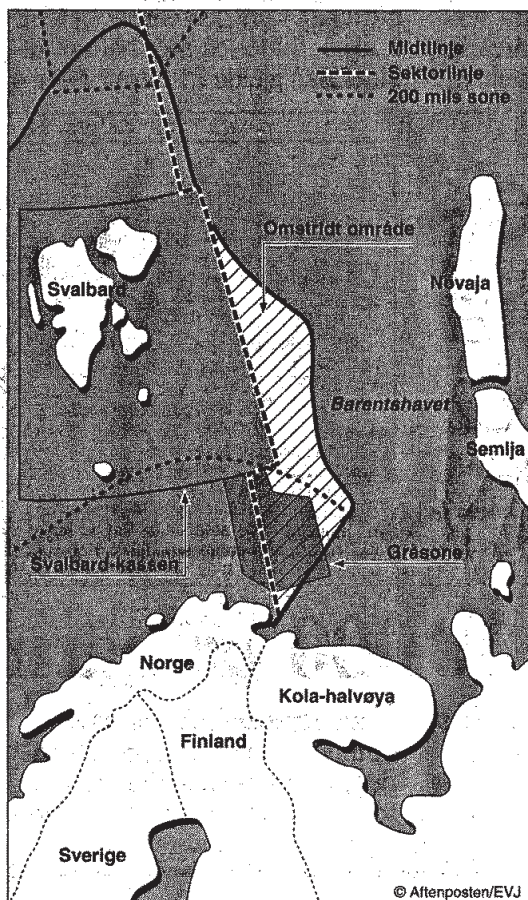 Midtlinje
Sektorlinje
200 mils sone
Omstridt område
Svalbard
Novaja
Barentshavet
Semlja
Svalbard-kassen
Gråsone
Norge
Kola-halvøya
Finland
Sverige
© Aftenposten/EVJ